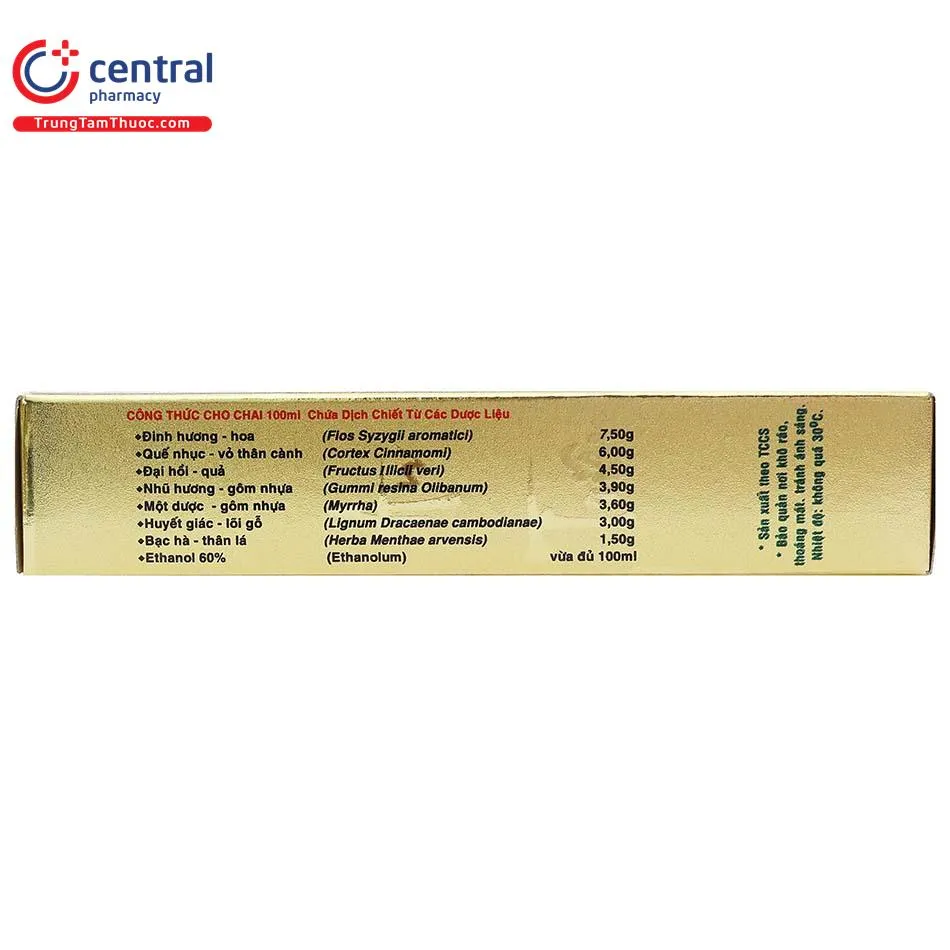 central
pharmacy
TrungTamThuoc.com
CÔNG THỨC CHO CHAI 100ml Chứa Dịch Chiết Từ Các Dược Liệu
Đinh hương - hoa (Flos Syzygii aromatici) 7,50g
Quế nhục - vỏ thân cành (Cortex Cinnamomi) 6,00g
Đại hồi - quả (Fructus Illicii veri) 4,50g
Nhũ hương - gôm nhựa (Gummi resina Olibanum) 3,90g
Một dược - gôm nhựa (Myrrha) 3,60g
Huyết giác - lõi gỗ (Lignum Dracaenae cambodianae) 3,00g
Bạc hà - thân lá (Herba Menthae arvensis) 1,50g
Ethanol 60% (Ethanolum) vừa đủ 100ml
* Sản xuất theo TCCS
* Bảo quản nơi khô ráo,
thoáng mát. tránh ánh sáng.
Nhiệt độ: không quá 30⁰C.